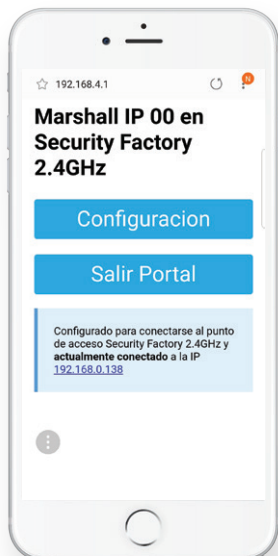 192.168.4.1
N
Marshall IP 00 en
Security Factory
2.4GHz
Configuracion
Salir Portal
Configurado para conectarse al punto
de acceso Security Factory 2.4GHz y
actualmente conectado a la IP
192.168.0.138